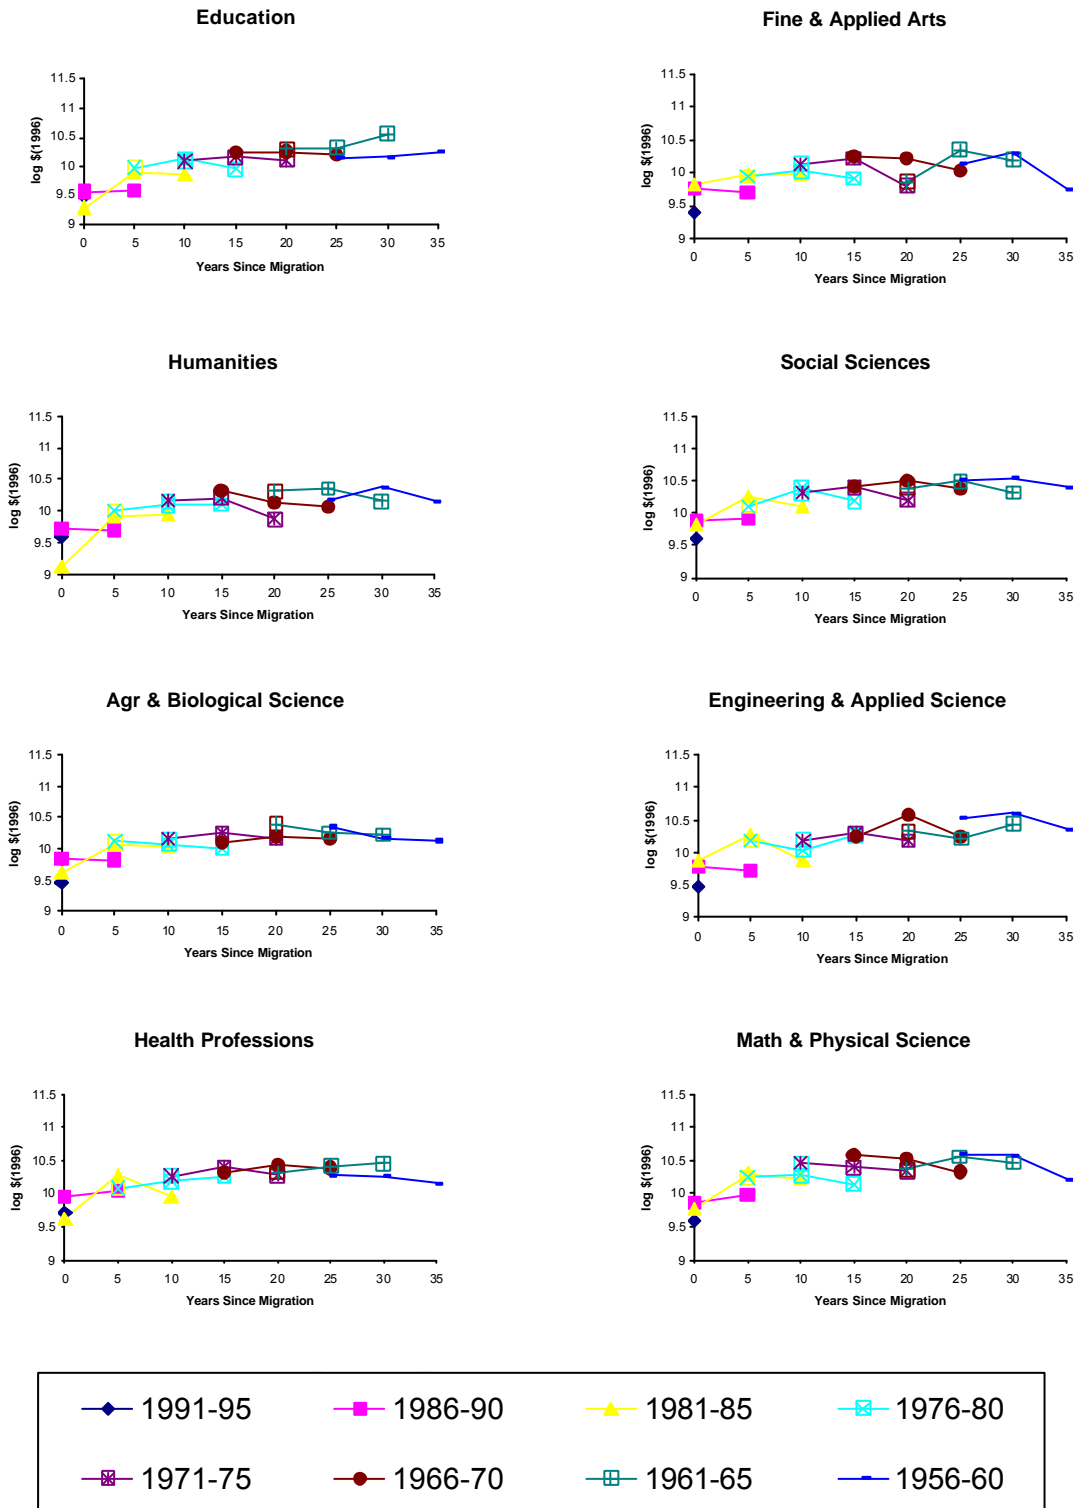 Education
11.5
11
10.5
10
9.5
9
log $(1996)
0 5 10 15 20 25 30 35
Years Since Migration
Fine & Applied Arts
11.5
11
10.5
10
9.5
9
log $(1996)
0 5 10 15 20 25 30 35
Years Since Migration
Humanities
11.5
11
10.5
10
9.5
9
log $(1996)
0 5 10 15 20 25 30 35
Years Since Migration
Social Sciences
11.5
11
10.5
10
9.5
9
log $(1996)
0 5 10 15 20 25 30 35
Years Since Migration
Agr & Biological Science
11.5
11
10.5
10
9.5
9
log $(1996)
0 5 10 15 20 25 30 35
Years Since Migration
Engineering & Applied Science
11.5
11
10.5
10
9.5
9
log $(1996)
0 5 10 15 20 25 30 35
Years Since Migration
Health Professions
11.5
11
10.5
10
9.5
9
log $(1996)
0 5 10 15 20 25 30 35
Years Since Migration
Math & Physical Science
11.5
11
10.5
10
9.5
9
log $(1996)
0 5 10 15 20 25 30 35
Years Since Migration
1991-95 1986-90 1981-85 1976-80
1971-75 1966-70 1961-65 1956-60